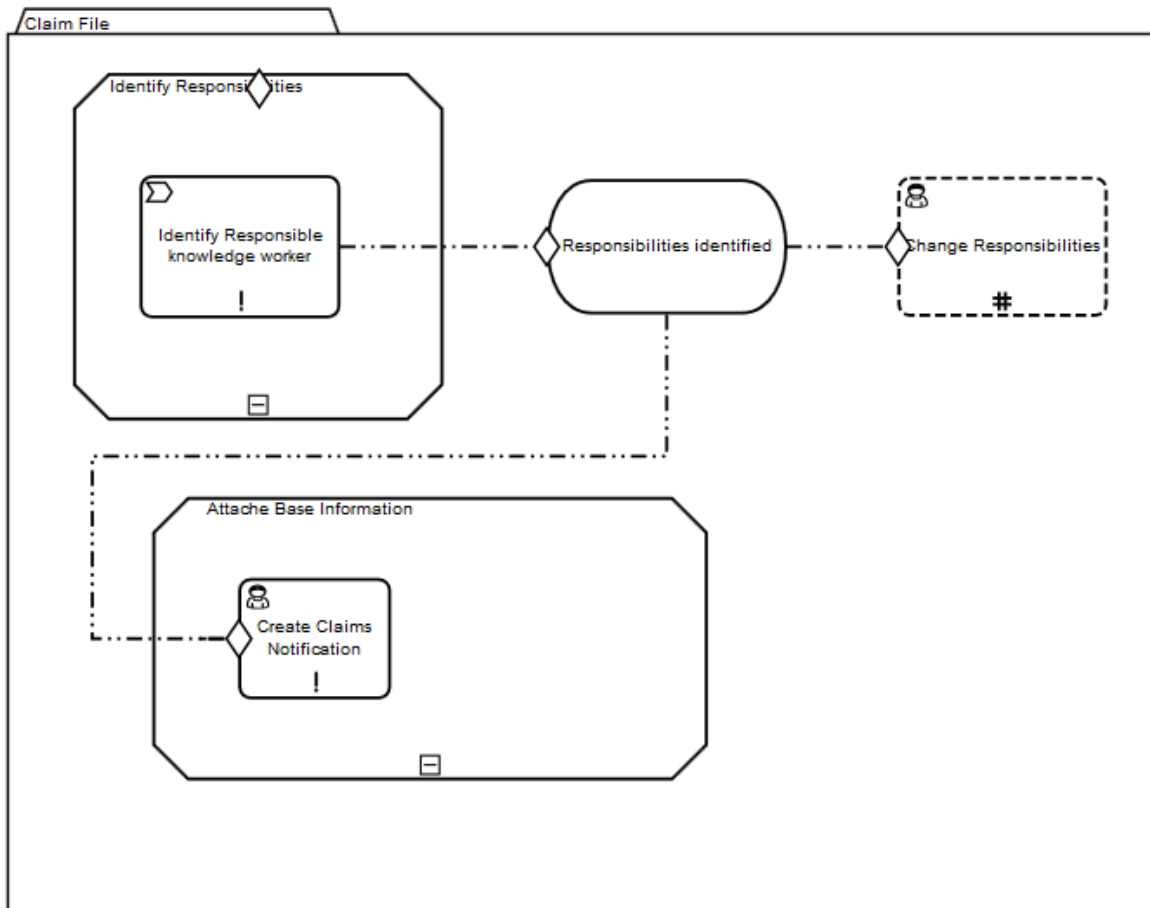 Claim File
Identify Responsibilities
Identify Responsible
knowledge worker
!
Responsibilities identified
Change Responsibilities
#
Attache Base Information
Create Claims
Notification
!